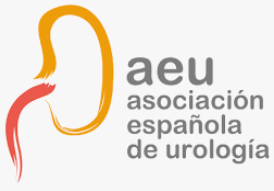 aeu
asociación
española
de urología